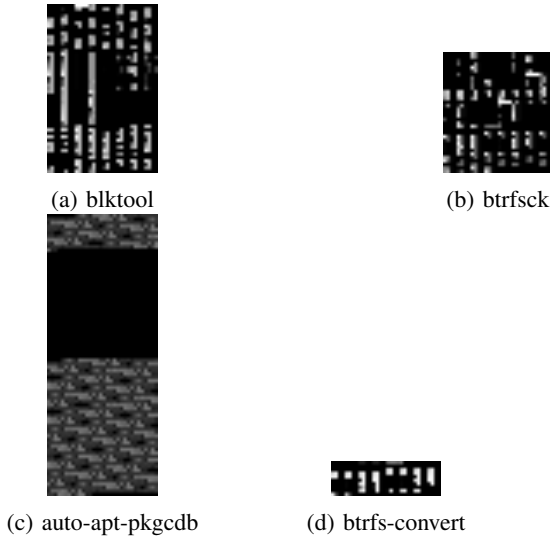 (a) blktool
(b) btrfsck
(c) auto-apt-pkgcdb
(d) btrfs-convert